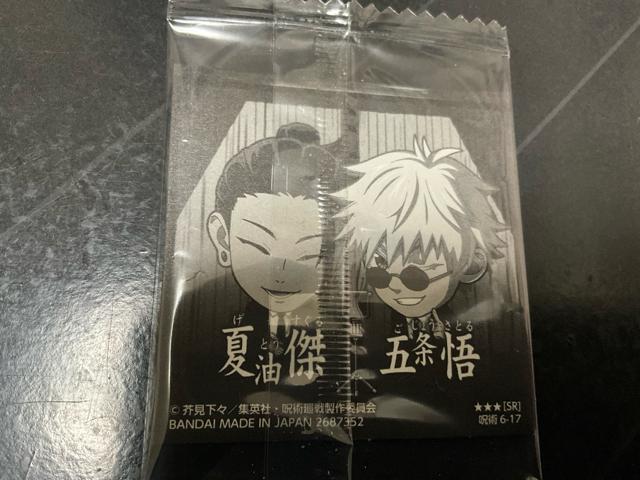 げとう すぐる
夏油傑
ごじょうさとる
五条悟
© 芥見下々／集英社・呪術廻戦製作委員会
BANDAI MADE IN JAPAN 2687352
★★★[SR]
呪術 6-17